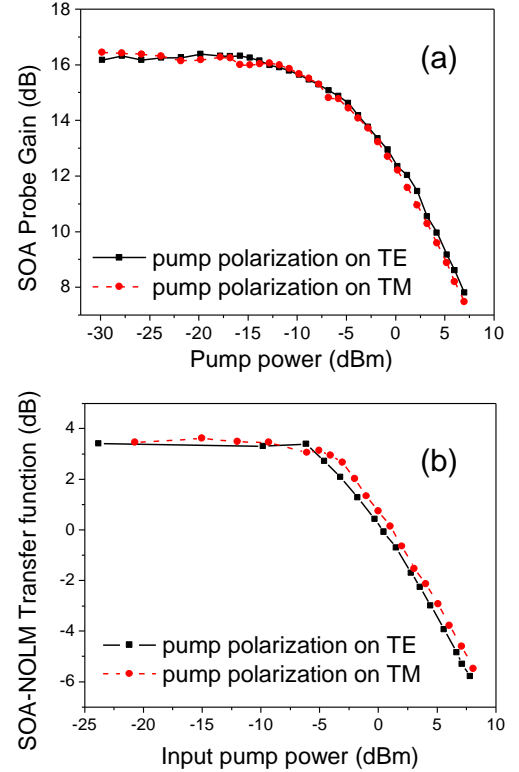 (a)
SOA Probe Gain (dB)
18
16
14
12
10
8
pump polarization on TE
pump polarization on TM
-30 -25 -20 -15 -10 -5 0 5 10
Pump power (dBm)
(b)
SOA-NOLM Transfer function (dB)
6
4
2
0
-2
-4
-6
pump polarization on TE
pump polarization on TM
-25 -20 -15 -10 -5 0 5 10
Input pump power (dBm)